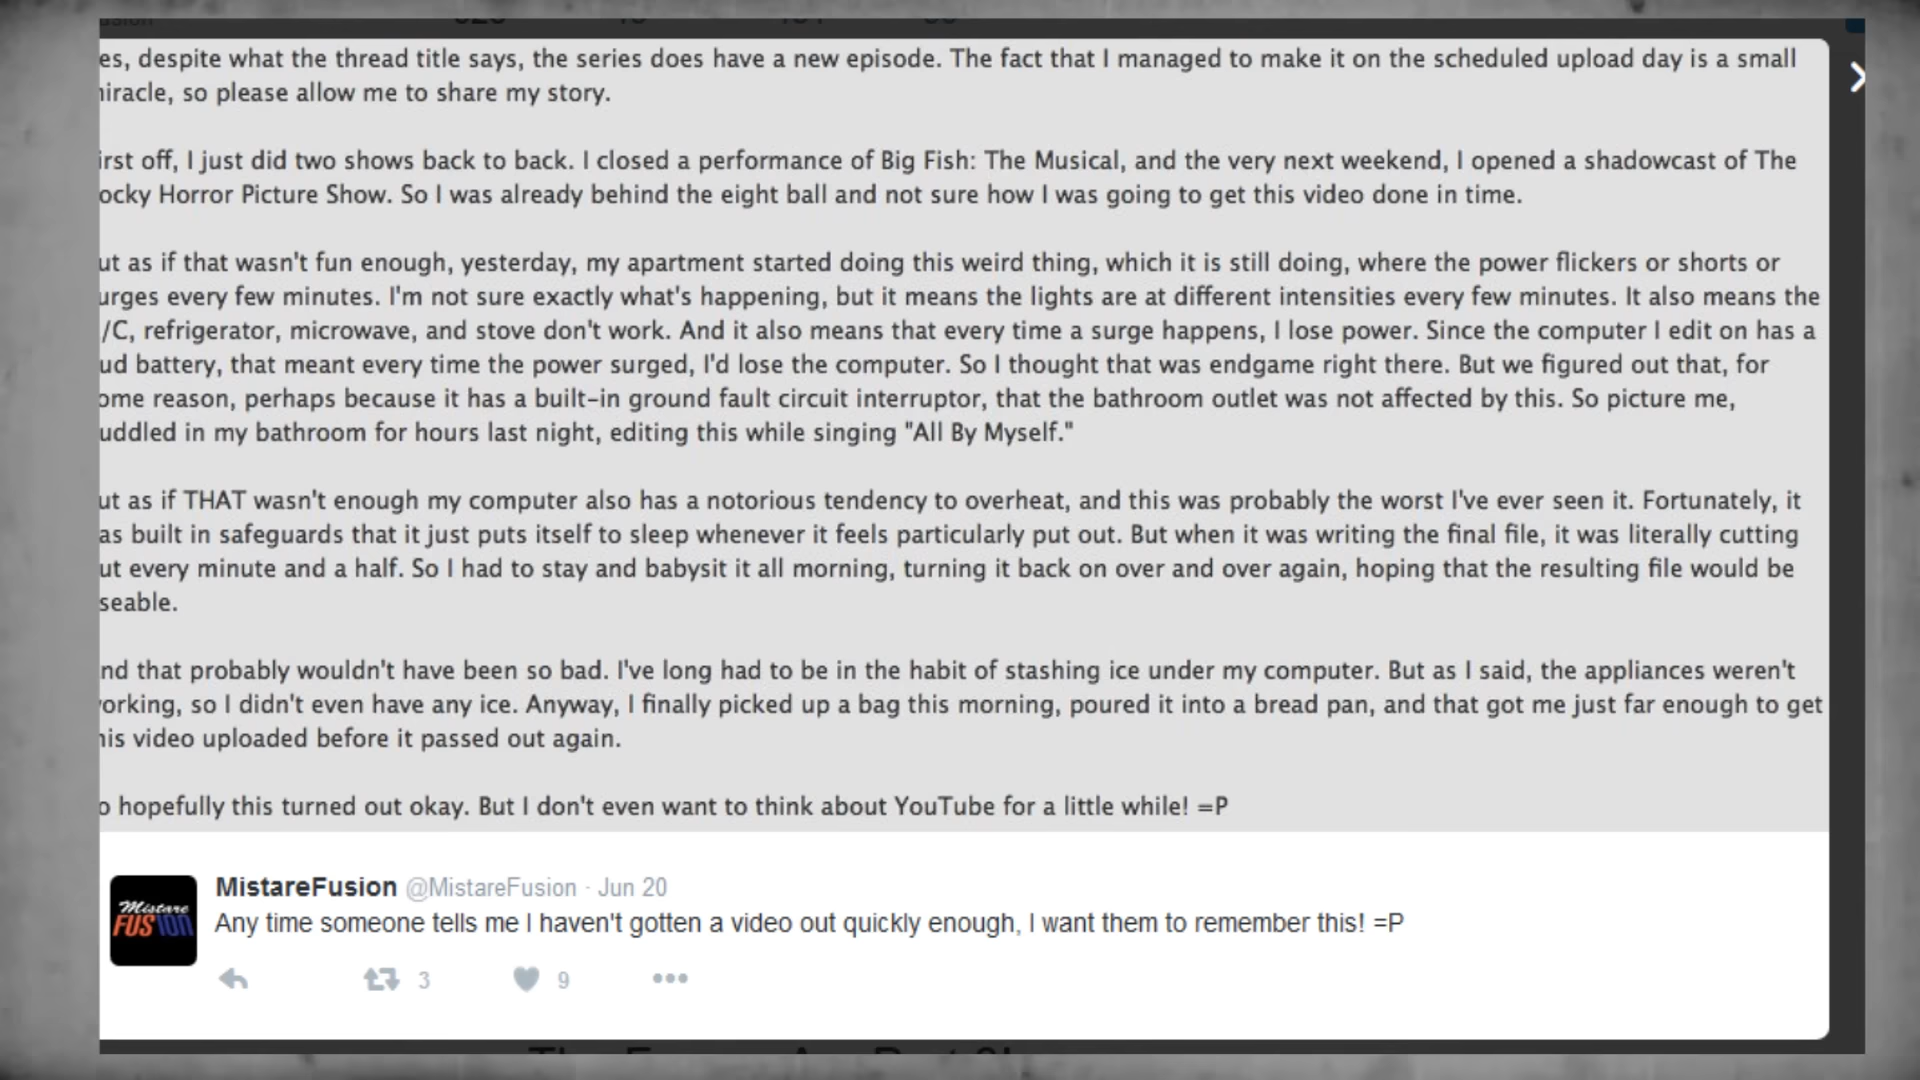 es, despite what the thread title says, the series does have a new episode. The fact that I managed to make it on the scheduled upload day is a small
iracle, so please allow me to share my story.
irst off, I just did two shows back to back. I closed a performance of Big Fish: The Musical, and the very next weekend, I opened a shadowcast of The
ocky Horror Picture Show. So I was already behind the eight ball and not sure how I was going to get this video done in time.
ut as if that wasn't fun enough, yesterday, my apartment started doing this weird thing, which it is still doing, where the power flickers or shorts or
urges every few minutes. I'm not sure exactly what's happening, but it means the lights are at different intensities every few minutes. It also means the
/C, refrigerator, microwave, and stove don't work. And it also means that every time a surge happens, I lose power. Since the computer I edit on has a
ud battery, that meant every time the power surged, I'd lose the computer. So I thought that was endgame right there. But we figured out that, for
ome reason, perhaps because it has a built-in ground fault circuit interruptor, that the bathroom outlet was not affected by this. So picture me,
uddled in my bathroom for hours last night, editing this while singing "All By Myself."
ut as if THAT wasn't enough my computer also has a notorious tendency to overheat, and this was probably the worst I've ever seen it. Fortunately, it
as built in safeguards that it just puts itself to sleep whenever it feels particularly put out. But when it was writing the final file, it was literally cutting
ut every minute and a half. So I had to stay and babysit it all morning, turning it back on over and over again, hoping that the resulting file would be
seable.
nd that probably wouldn't have been so bad. I've long had to be in the habit of stashing ice under my computer. But as I said, the appliances weren't
orking, so I didn't even have any ice. Anyway, I finally picked up a bag this morning, poured it into a bread pan, and that got me just far enough to get
his video uploaded before it passed out again.
o hopefully this turned out okay. But I don't even want to think about YouTube for a little while! =P
Mistare
FUSION
MistareFusion @MistareFusion · Jun 20
Any time someone tells me I haven't gotten a video out quickly enough, I want them to remember this! =P
3 9 •••